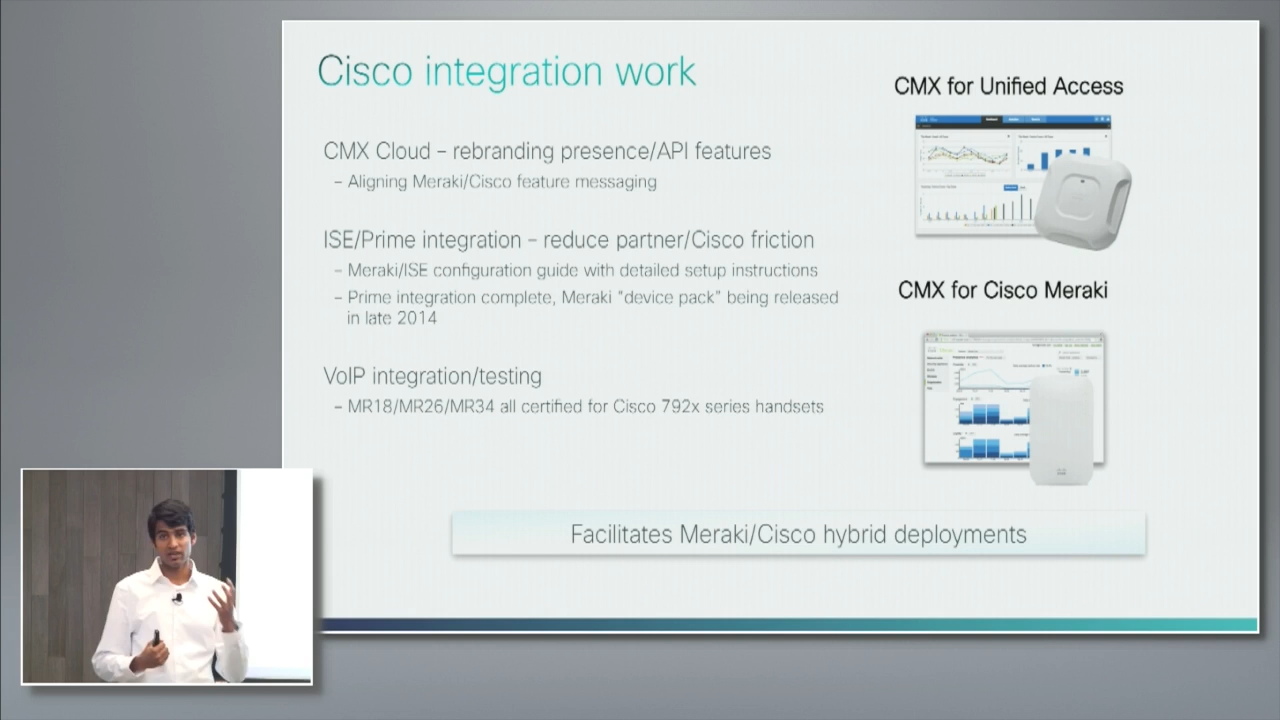 Cisco integration work
CMX Cloud – rebranding presence/API features
– Aligning Meraki/Cisco feature messaging
ISE/Prime integration – reduce partner/Cisco friction
– Meraki/ISE configuration guide with detailed setup instructions
– Prime integration complete, Meraki "device pack" being released
in late 2014
VoIP integration/testing
– MR18/MR26/MR34 all certified for Cisco 792x series handsets
CMX for Unified Access
CMX for Cisco Meraki
Facilitates Meraki/Cisco hybrid deployments